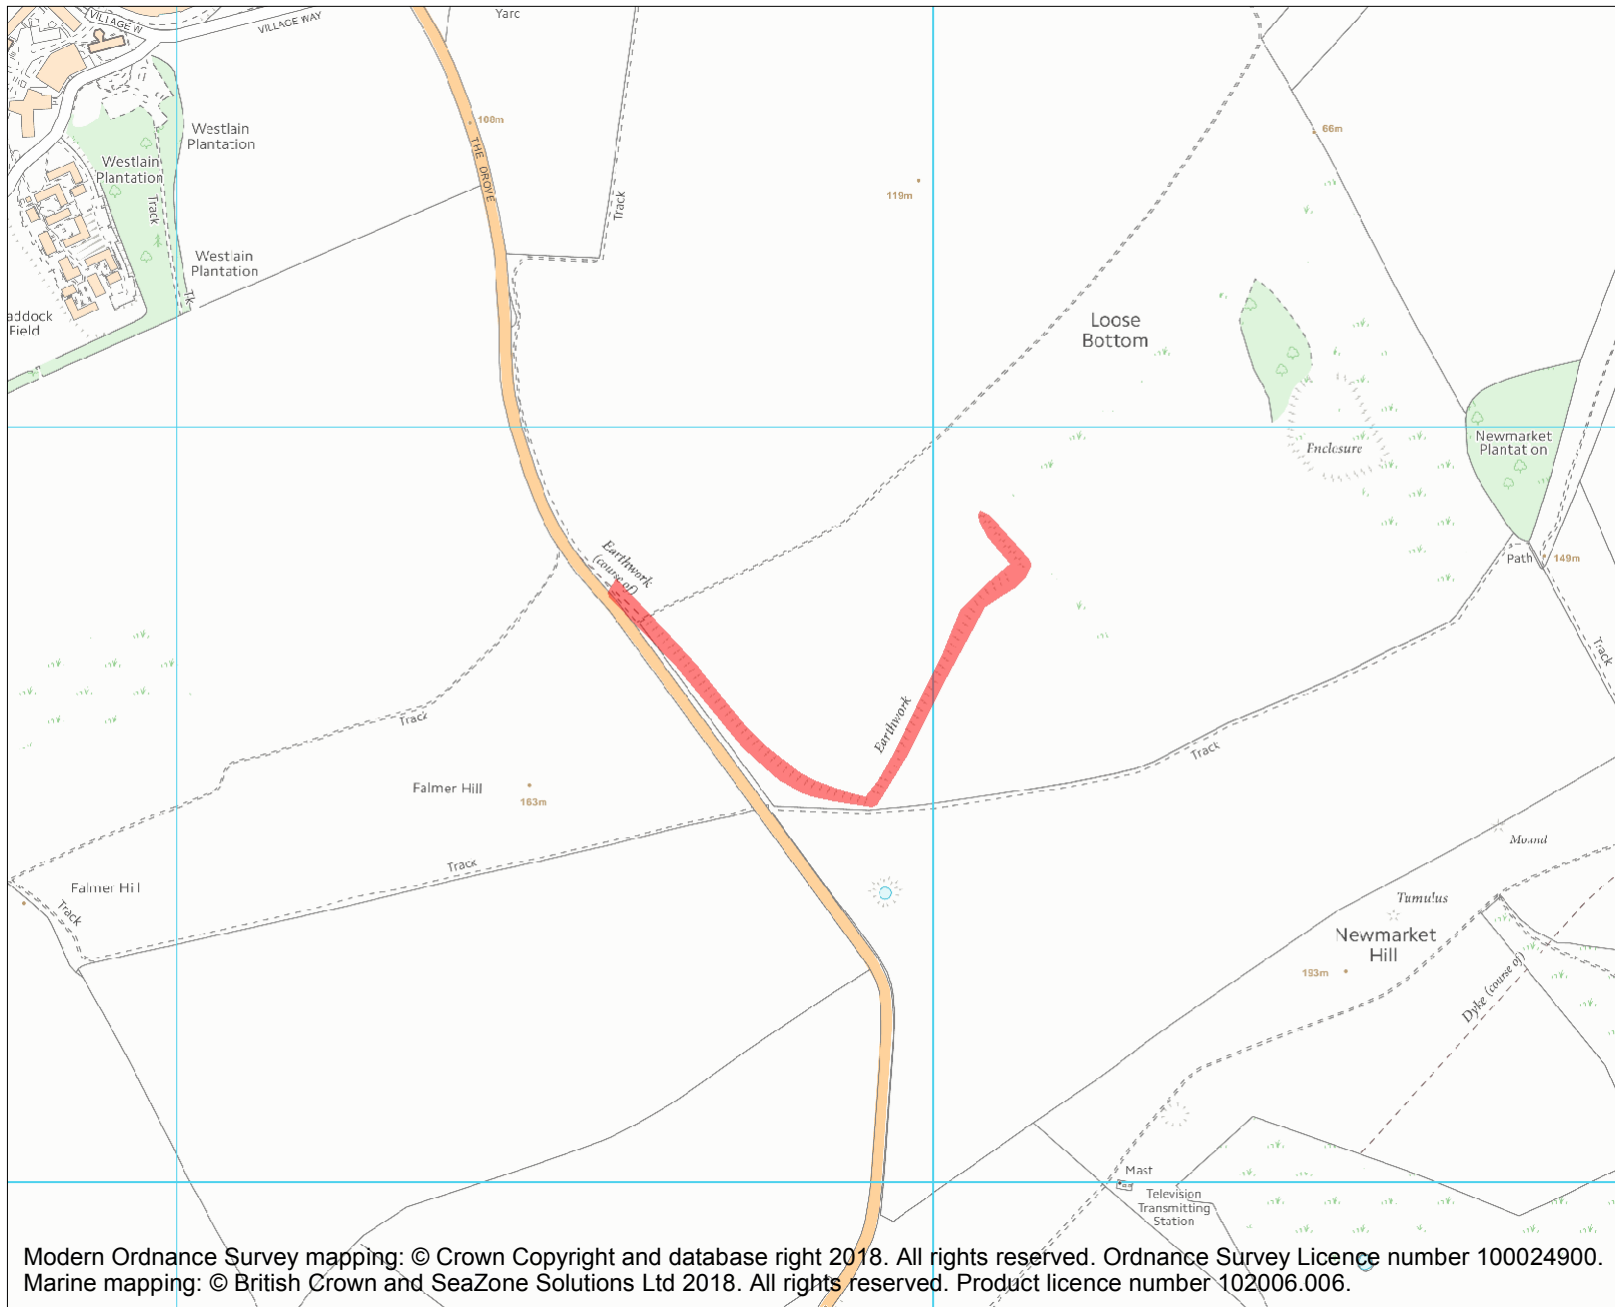 VILLAGE W
VILLAGE WAY
Yarc
100m
THE DROVE
Westlain
Plantation
Westlain
Plantation
Track
Track
66m
119m
Westlain
Plantation
Tk
addock
Field
Loose
Bottom
Enclosure
Newmarket
Plantation
Earthwork
(course of)
Path
149m
Track
Earthwork
Track
Track
Falmer Hill
163m
Track
Falmer Hill
Track
Mound
Tumulus
Newmarket
Hill
193m
Dyke (course of)
Mast
Television
Transmitting
Station
Modern Ordnance Survey mapping: © Crown Copyright and database right 2018. All rights reserved. Ordnance Survey Licence number 100024900.
Marine mapping: © British Crown and SeaZone Solutions Ltd 2018. All rights reserved. Product licence number 102006.006.